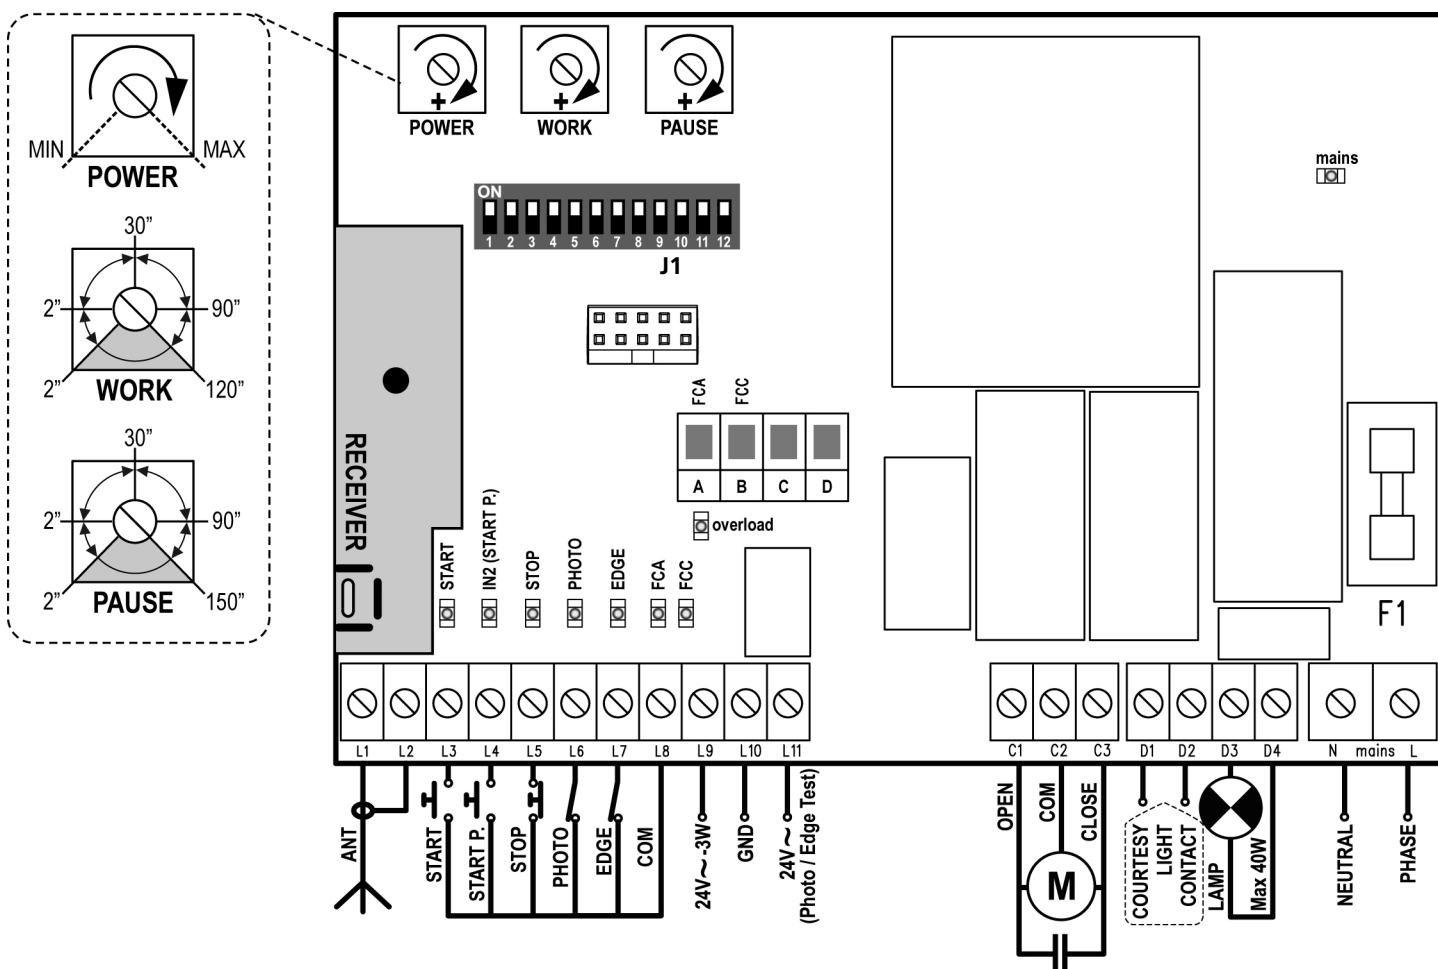 MIN
MAX
POWER
30”
2”
90”
2”
120”
WORK
30”
2”
90”
2”
150”
PAUSE
POWER
WORK
PAUSE
+
+
+
mains
ON
1 2 3 4 5 6 7 8 9 10 11 12
J1
FCA
FCC
A B C D
overload
RECEIVER
START
IN2 (START P.)
STOP
PHOTO
EDGE
FCA
FCC
F1
L1 L2 L3 L4 L5 L6 L7 L8 L9 L10 L11
C1 C2 C3
D1 D2 D3 D4
N mains L
ANT
START
START P.
STOP
PHOTO
EDGE
COM
24V~-3W
GND
24V~
(Photo / Edge Test)
OPEN
COM
CLOSE
M
COURTESY
LIGHT
CONTACT
LAMP
Max 40W
NEUTRAL
PHASE